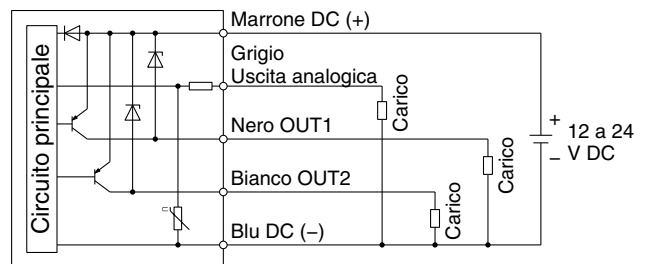 Marrone DC (+)
Grigio
Uscita analogica
Circuito principale
Carico
Nero OUT1
+
12 a 24
V DC
−
Carico
Bianco OUT2
Carico
Blu DC (−)